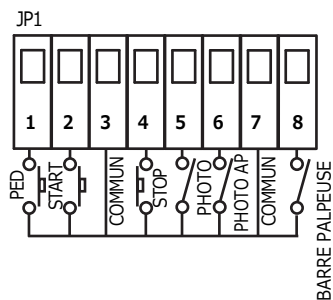 JP1
1 2 3 4 5 6 7 8
PED
START
COMMUN
STOP
PHOTO
PHOTO AP
COMMUN
BARRE PALPEUSE